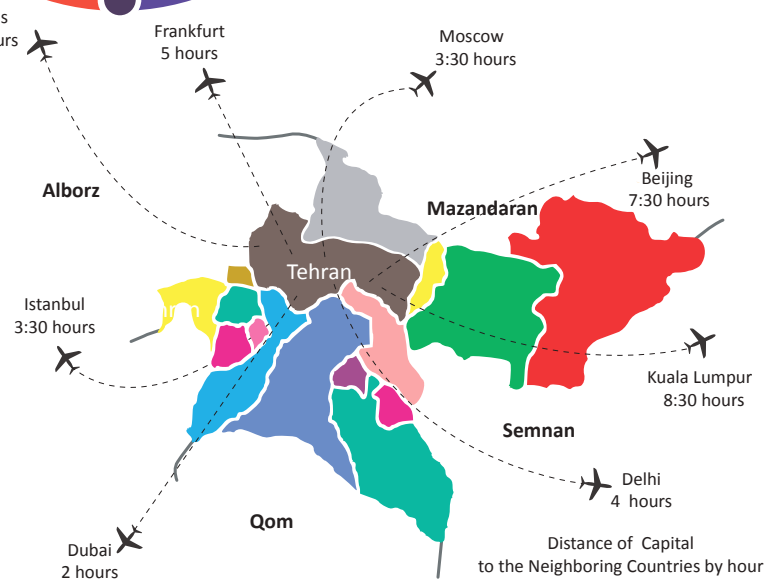 s
urs
Frankfurt
5 hours
Moscow
3:30 hours
Beijing
7:30 hours
Alborz
Mazandaran
Tehran
Istanbul
3:30 hours
Kuala Lumpur
8:30 hours
Semnan
Delhi
4 hours
Qom
Dubai
2 hours
Distance of Capital
to the Neighboring Countries by hour